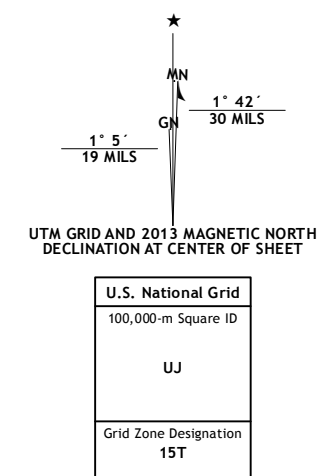 ★
MN
1° 42´
30 MILS
GN
1° 5´
19 MILS
UTM GRID AND 2013 MAGNETIC NORTH
DECLINATION AT CENTER OF SHEET
U.S. National Grid
100,000-m Square ID
UJ
Grid Zone Designation
15T